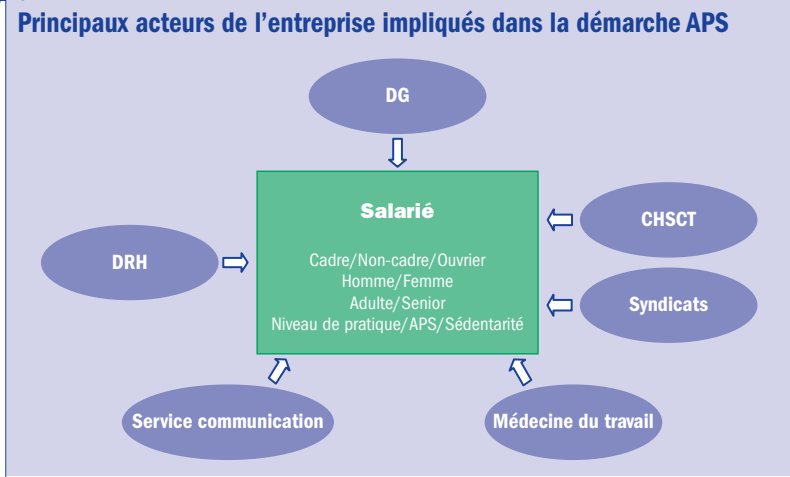 Principaux acteurs de l'entreprise impliqués dans la démarche APS
DG
Salarié
Cadre/Non-cadre/Ouvrier
Homme/Femme
Adulte/Senior
Niveau de pratique/APS/Sédentarité
DRH
CHSCT
Syndicats
Service communication
Médecine du travail